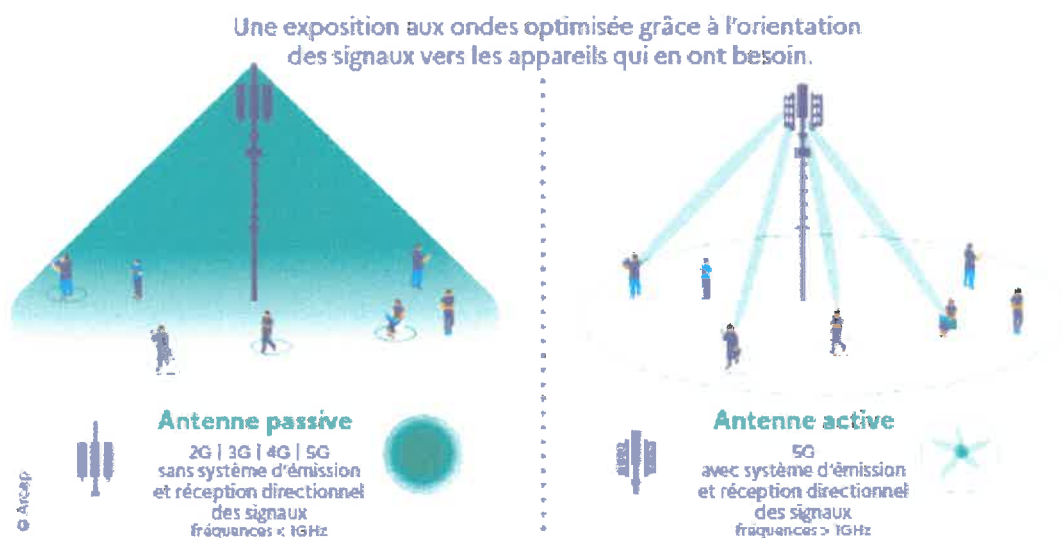 Une exposition aux ondes optimisée grâce à l'orientation
des signaux vers les appareils qui en ont besoin.
Antenne passive
2G | 3G | 4G | 5G
sans système d'émission
et réception directionnel
des signaux
fréquences < 1GHz
© Arcep
Antenne active
5G
avec système d'émission
et réception directionnel
des signaux
fréquences > 1GHz